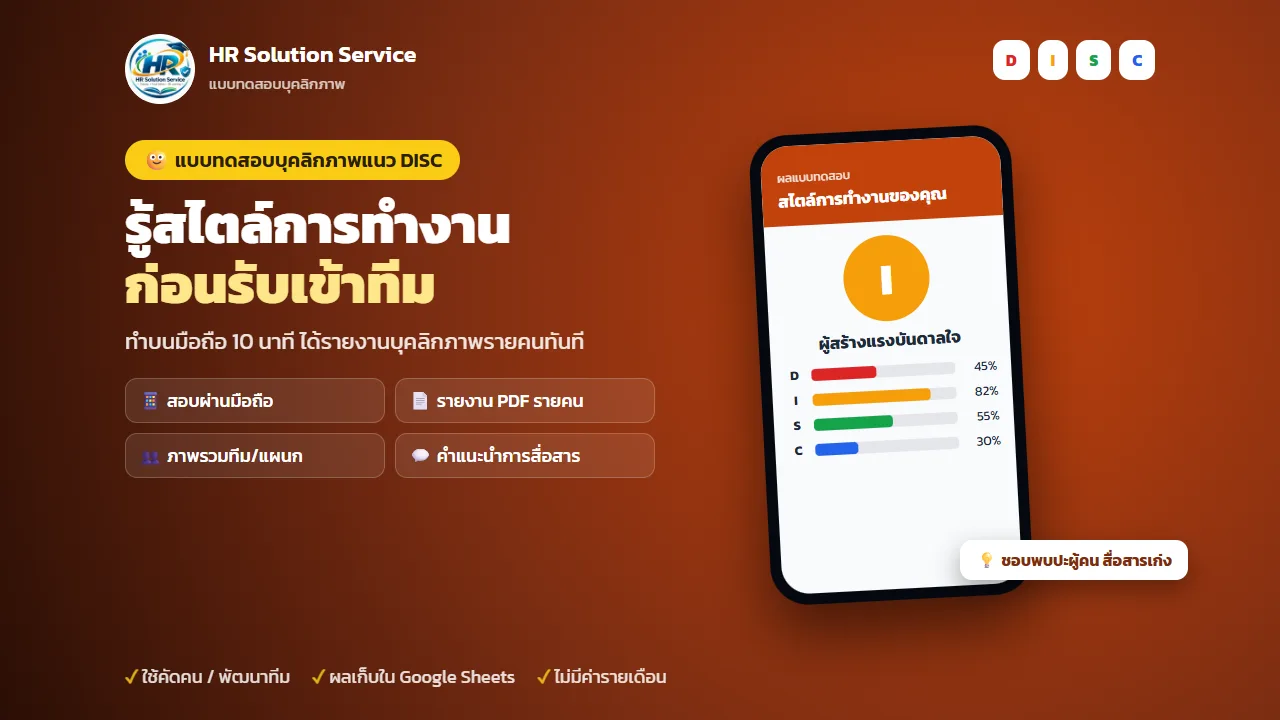 HR
HR Solution Service
HR Solution Service
แบบทดสอบบุคลิกภาพ
D I S C
แบบทดสอบบุคลิกภาพแนว DISC
รู้สไตล์การทำงาน
ก่อนรับเข้าทีม
ทำบนมือถือ 10 นาที ได้รายงานบุคลิกภาพรายคนทันที
สอบผ่านมือถือ
รายงาน PDF รายคน
ภาพรวมทีม/แผนก
คำแนะนำการสื่อสาร
ผลแบบทดสอบ
สไตล์การทำงานของคุณ
I
ผู้สร้างแรงบันดาลใจ
D 45%
I 82%
S 55%
C 30%
ชอบพบปะผู้คน สื่อสารเก่ง
✓ ใช้คัดคน / พัฒนาทีม ✓ ผลเก็บใน Google Sheets ✓ ไม่มีค่ารายเดือน